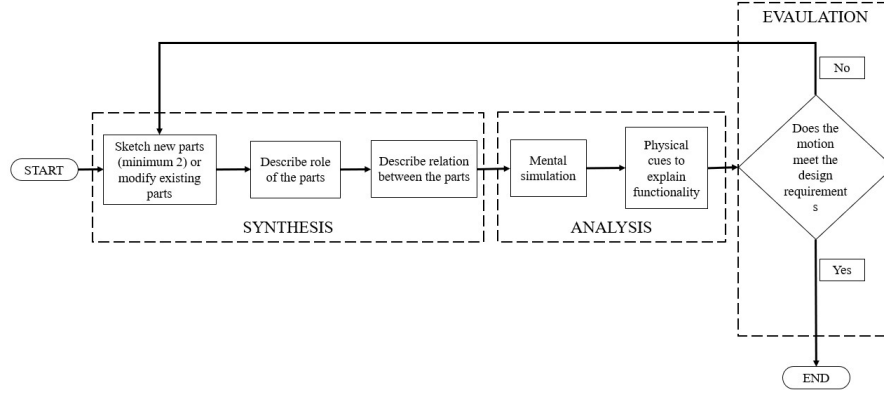 EVAULATION
No
Sketch new parts
(minimum 2) or
modify existing
parts
Describe role
of the parts
Describe relation
between the parts
Mental
simulation
Physical
cues to
explain
functionality
Does the
motion
meet the
design
requirement
s
START
SYNTHESIS
ANALYSIS
Yes
END